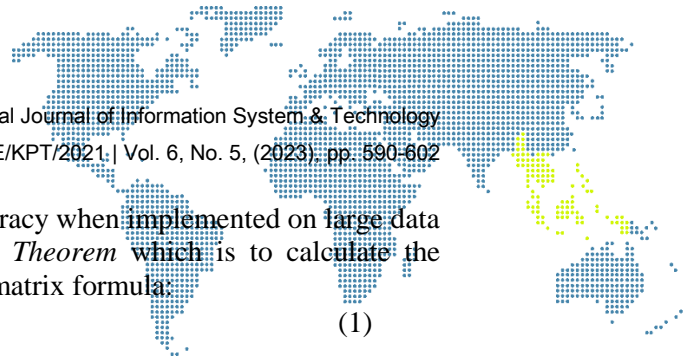 al Journal of Information System & Technology
E/KPT/2021 | Vol. 6, No. 5, (2023), pp. 590-602
racy when implemented on large data
Theorem which is to calculate the
matrix formula:
(1)